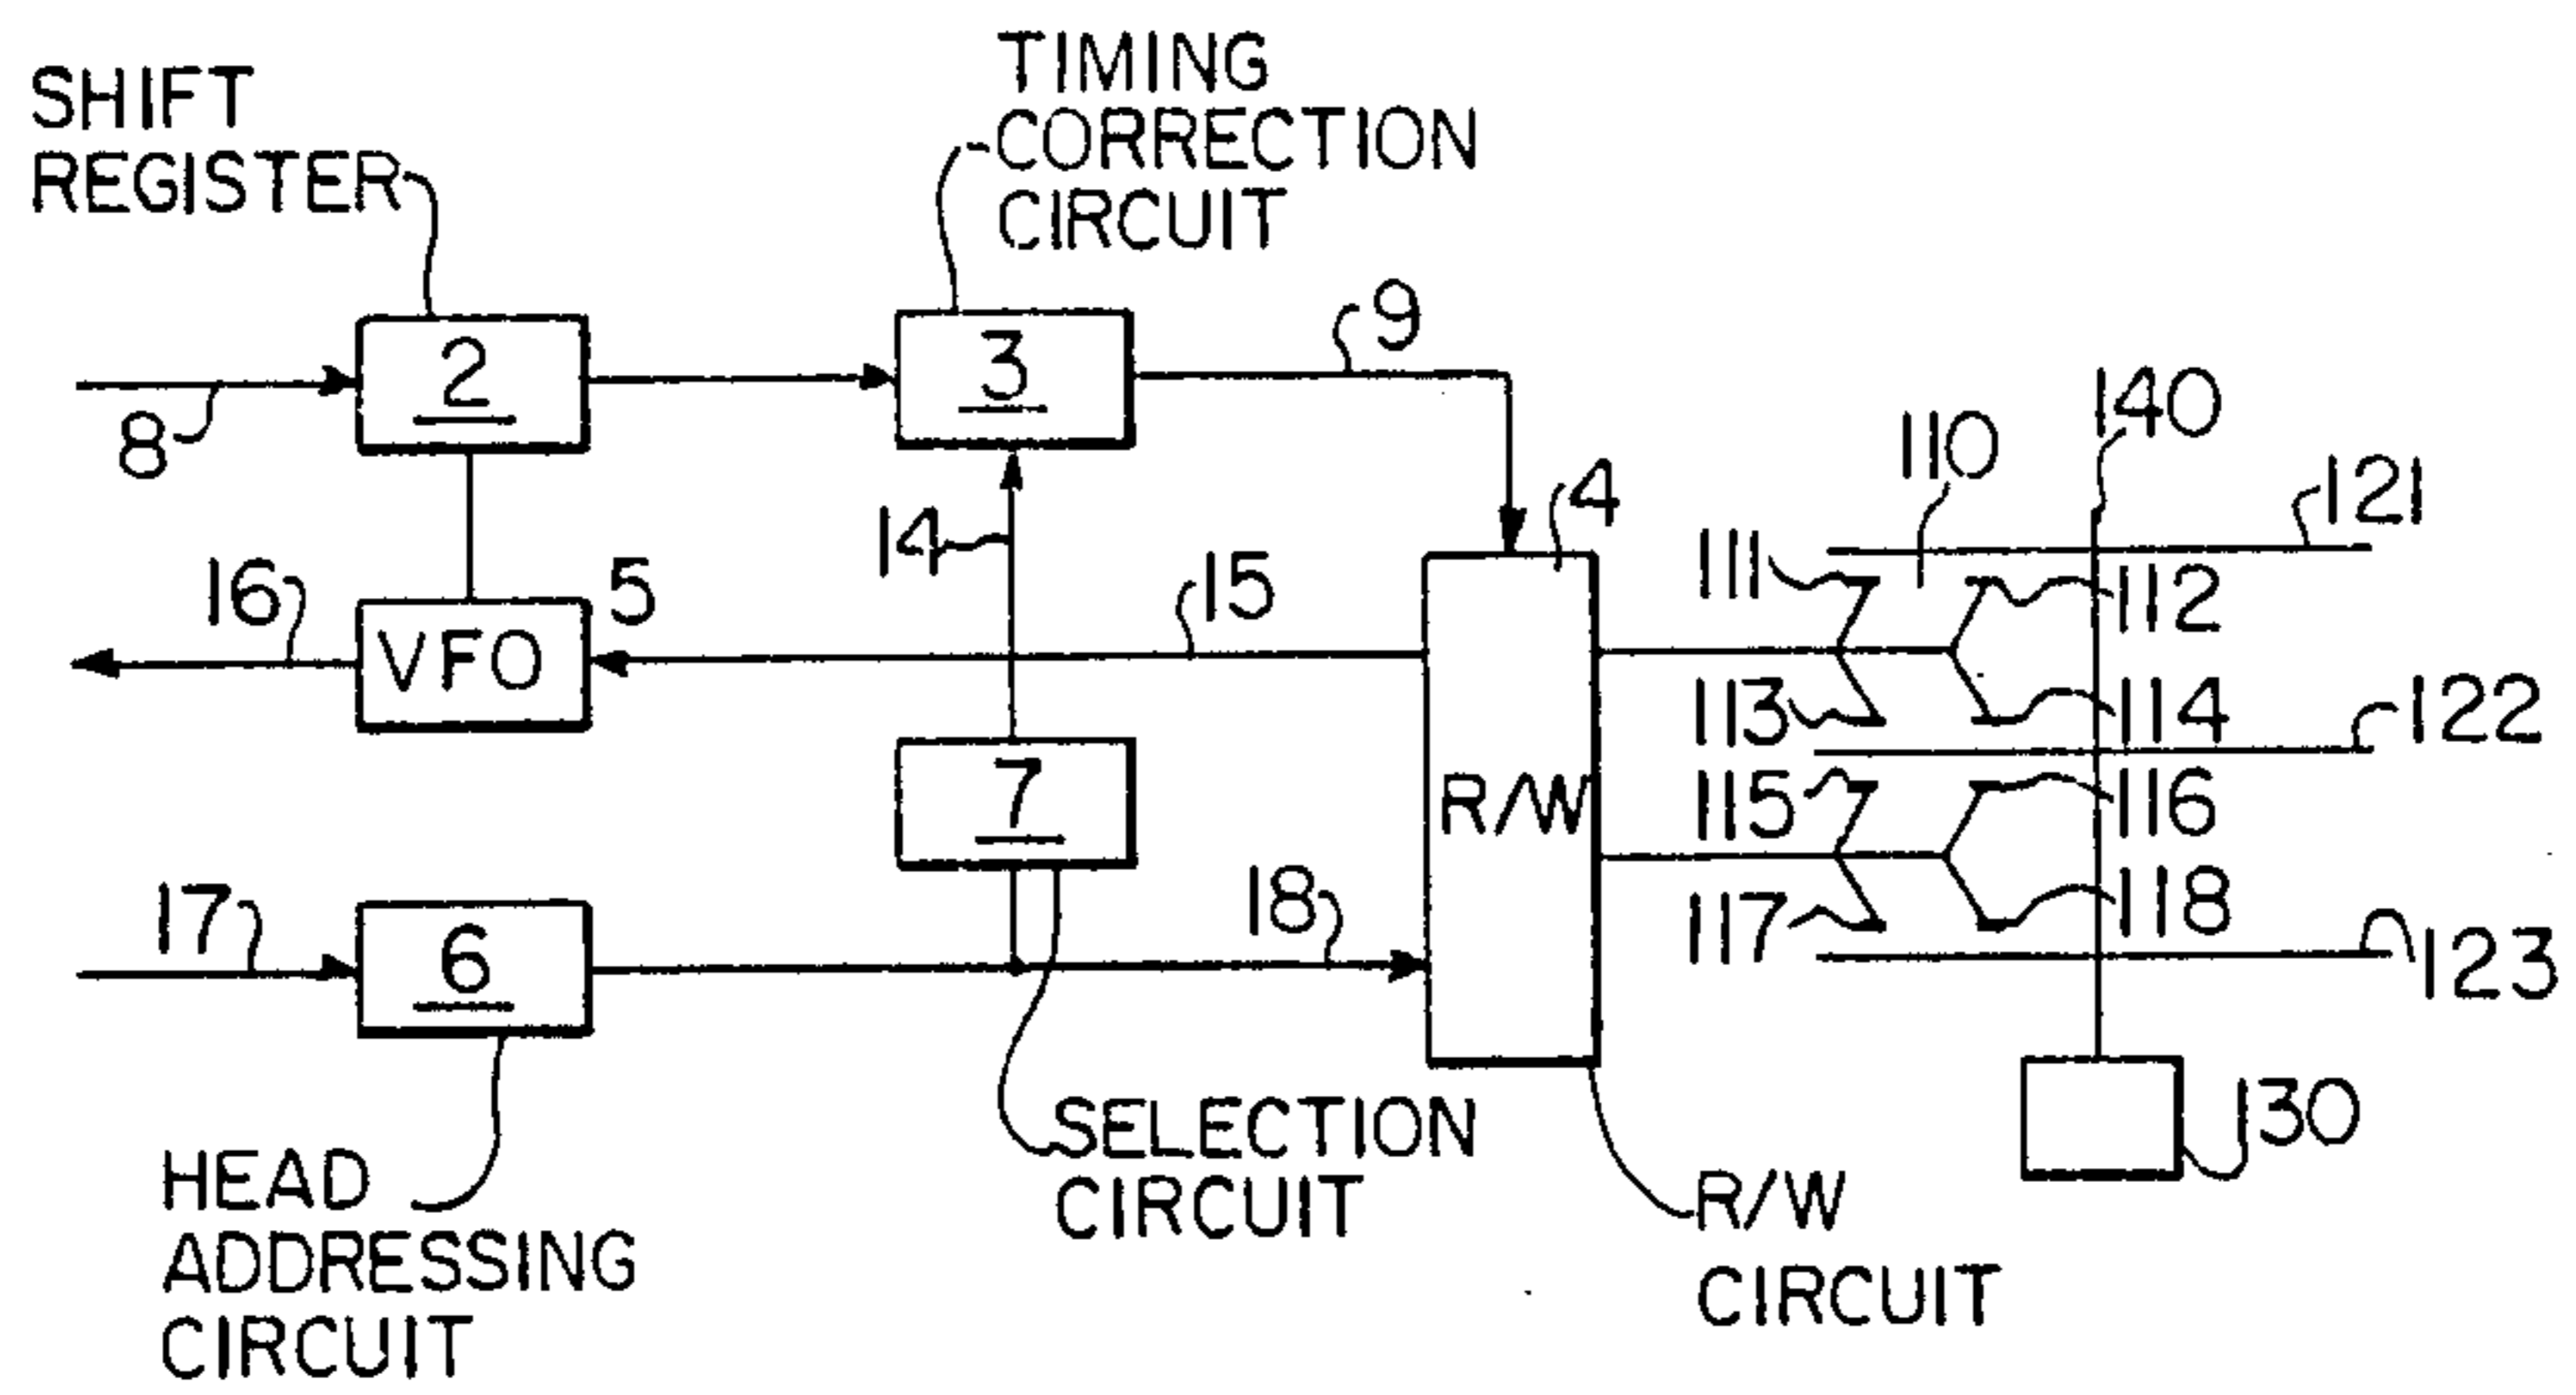 SHIFT
REGISTER
TIMING
CORRECTION
CIRCUIT
2
3
9
8
140
110
4
121
14
15
111
112
16
VFO
5
113
114
122
7
R/W
115
116
17
6
18
117
118
123
130
SELECTION
CIRCUIT
HEAD
ADDRESSING
CIRCUIT
R/W
CIRCUIT